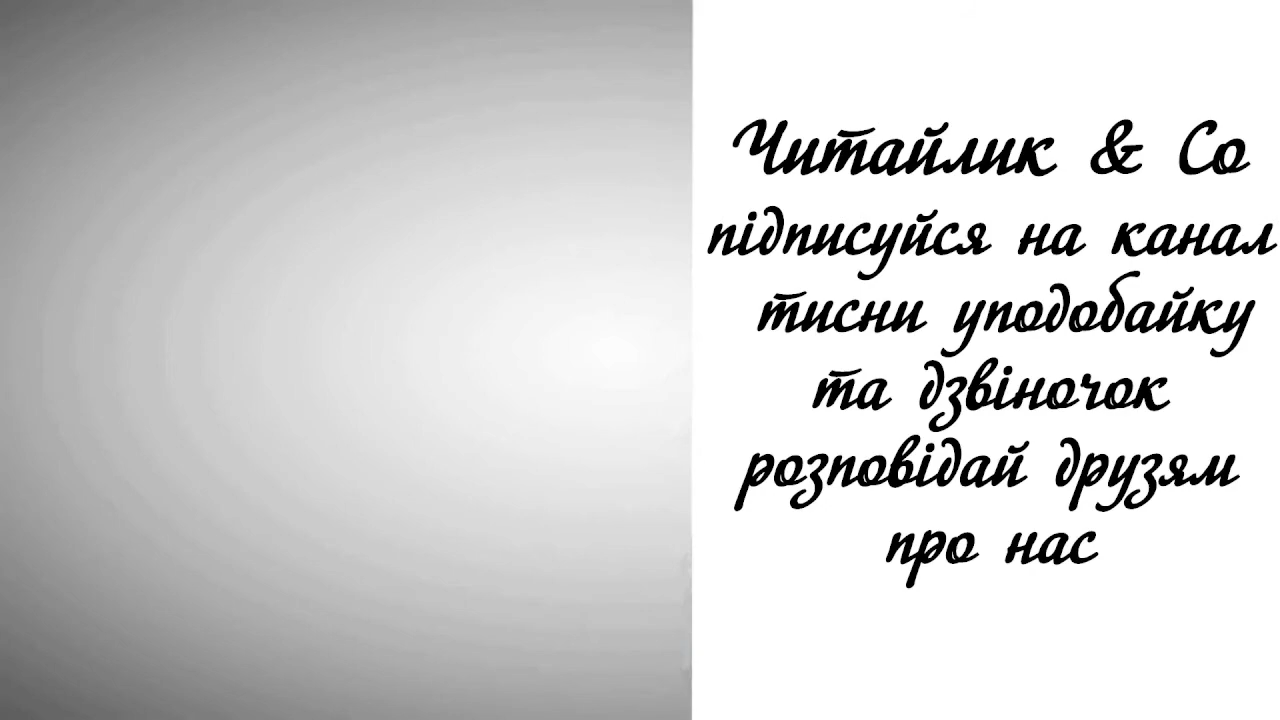 Читайлик & Co
підписуйся на канал
тисни уподобайку
та дзвіночок
розповідай друзям
про нас